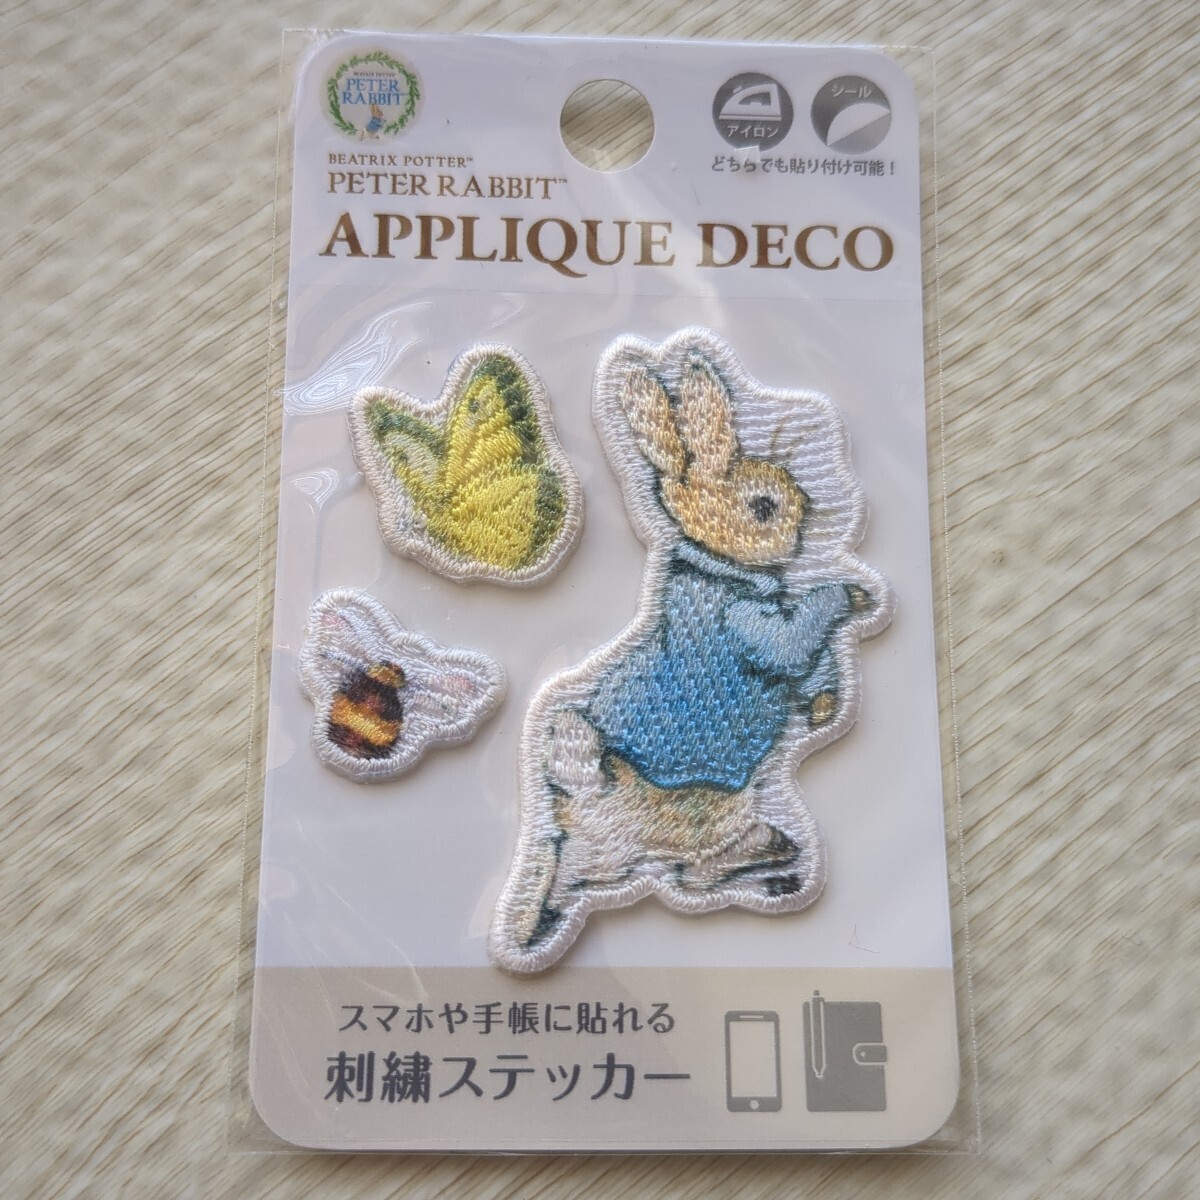 BEATRIX POTTER
PETER
RABBIT
アイロン
シール
どちらでも貼り付け可能！
BEATRIX POTTER™
PETER RABBIT™
APPLIQUE DECO
スマホや手帳に貼れる
刺繍ステッカー